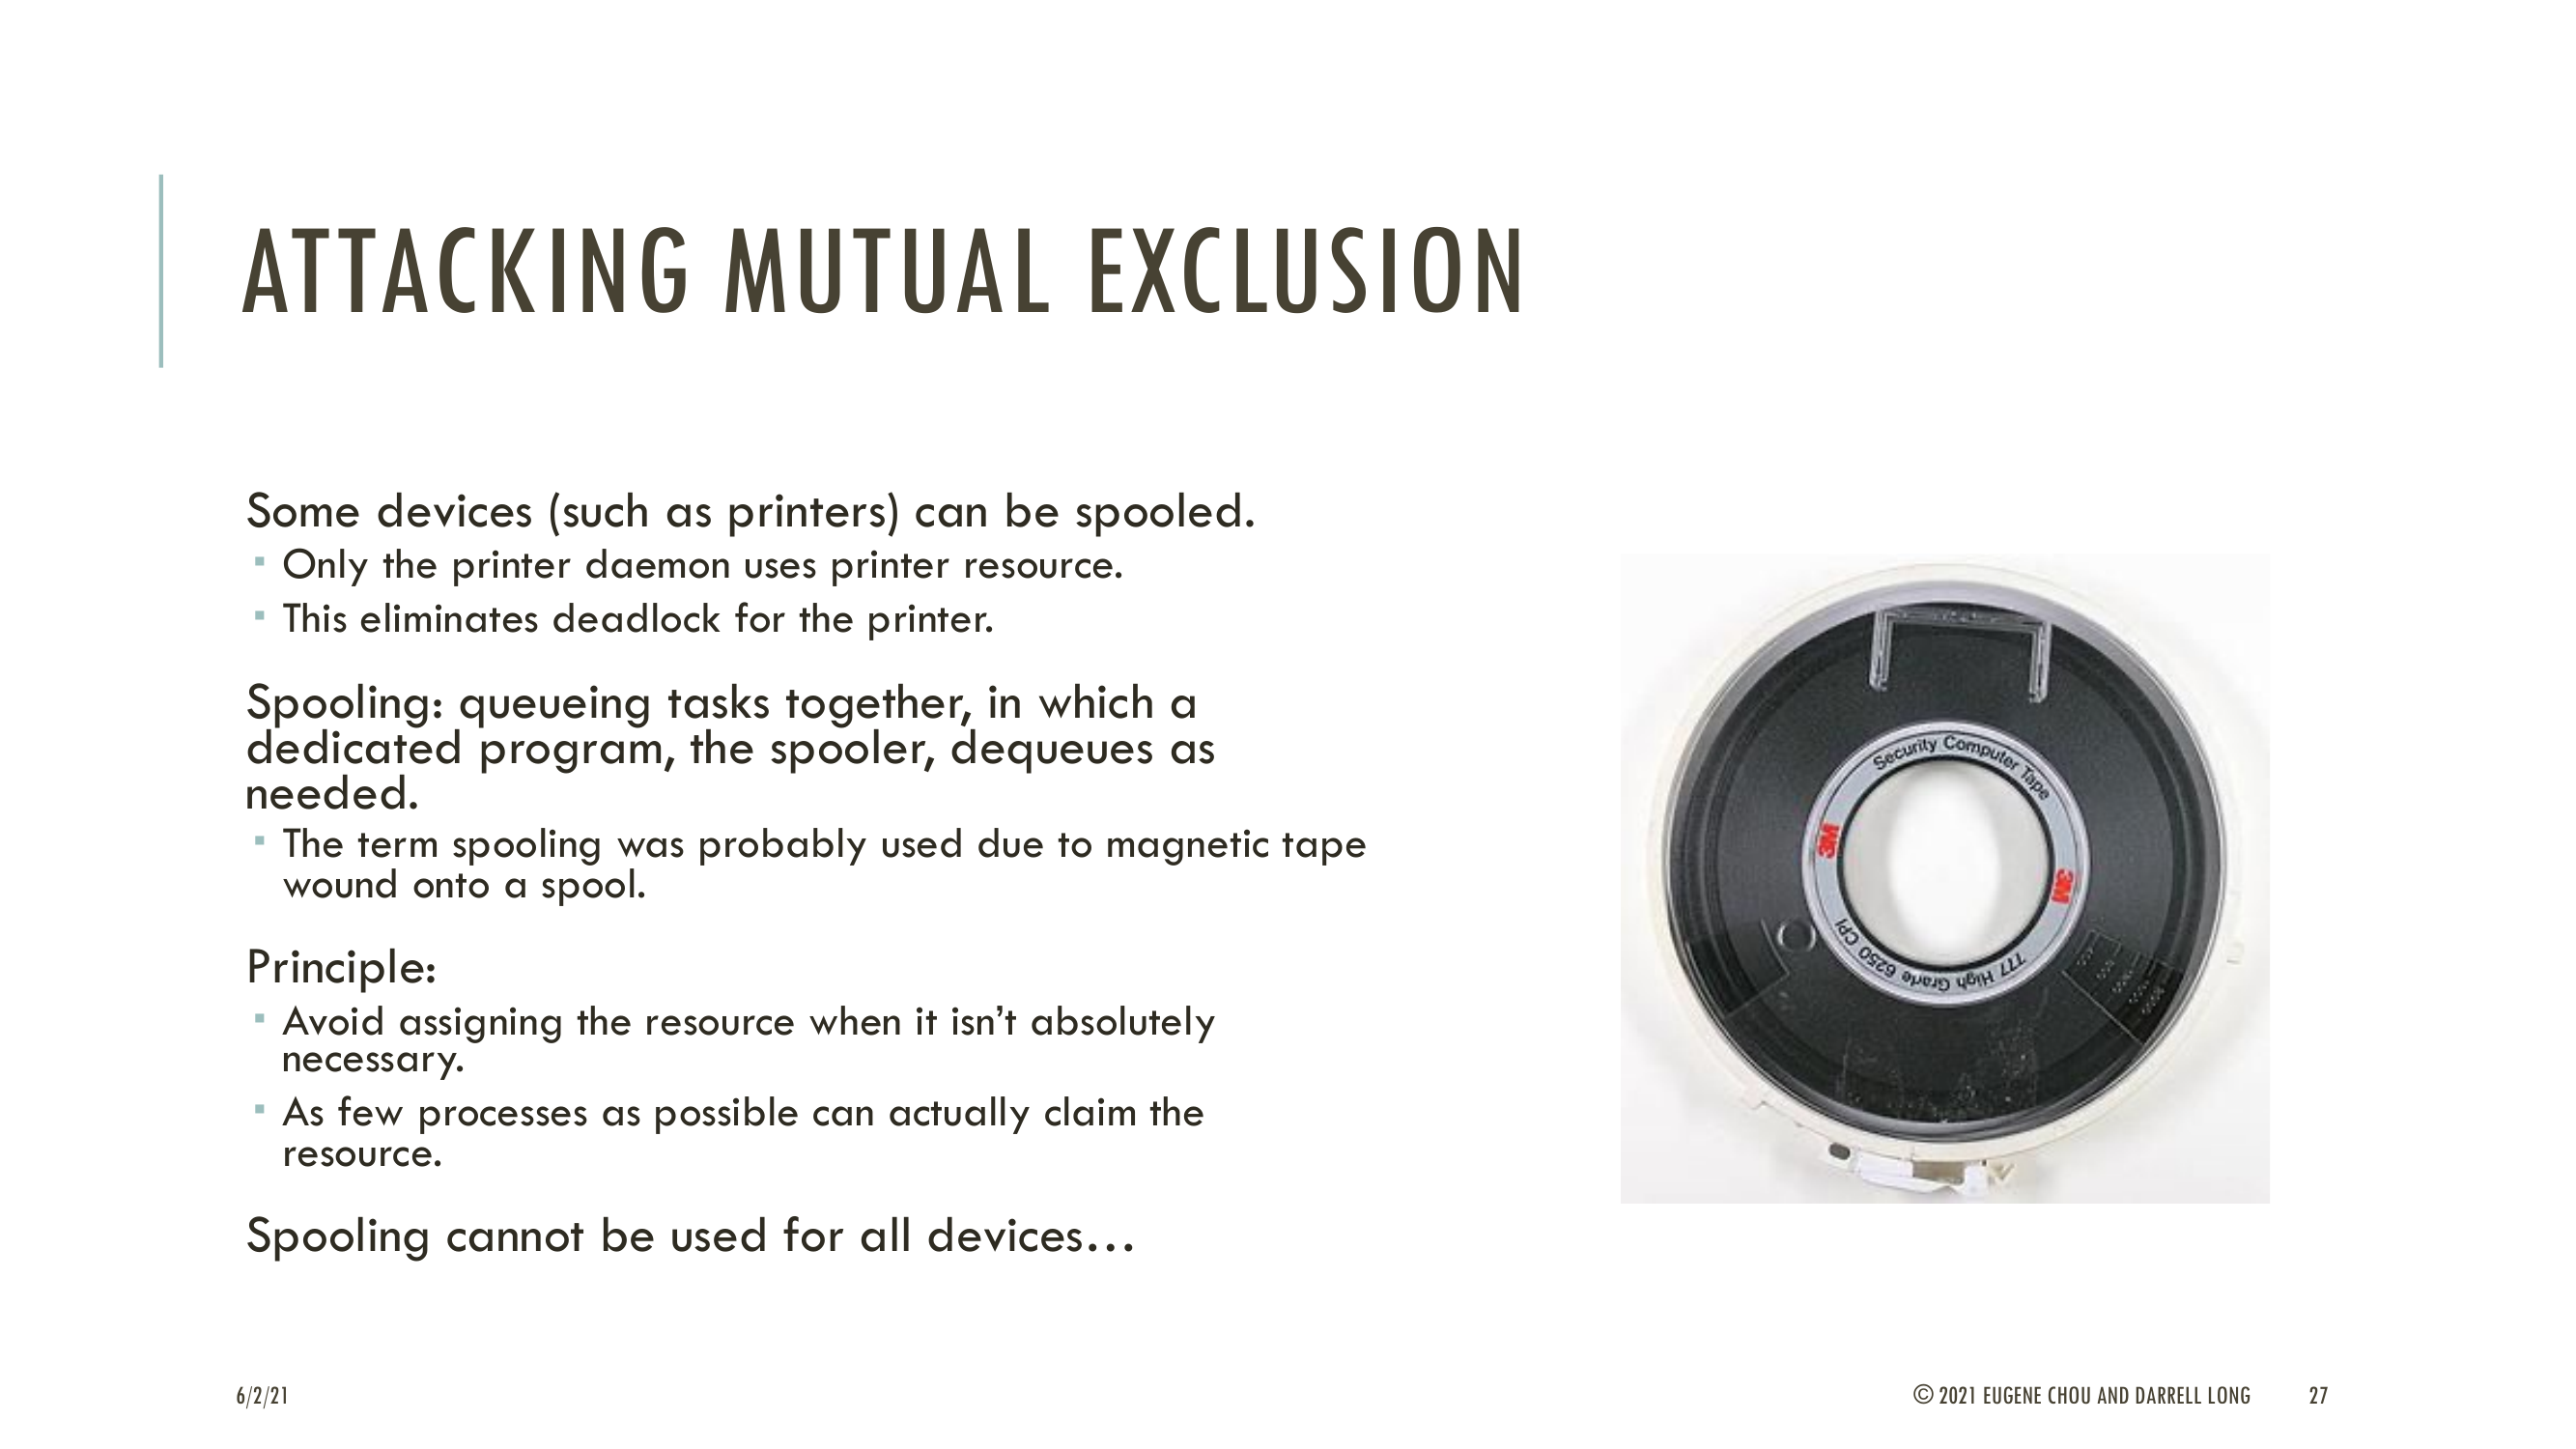 ATTACKING MUTUAL EXCLUSION
Some devices (such as printers) can be spooled.
▪ Only the printer daemon uses printer resource.
▪ This eliminates deadlock for the printer.
Spooling: queueing tasks together, in which a
dedicated program, the spooler, dequeues as
needed.
▪ The term spooling was probably used due to magnetic tape
wound onto a spool.
Principle:
▪ Avoid assigning the resource when it isn’t absolutely
necessary.
▪ As few processes as possible can actually claim the
resource.
Spooling cannot be used for all devices…
Security Computer Tape
3M
3M
777 High Grade 6250 CPI
6/2/21
© 2021 EUGENE CHOU AND DARRELL LONG
27